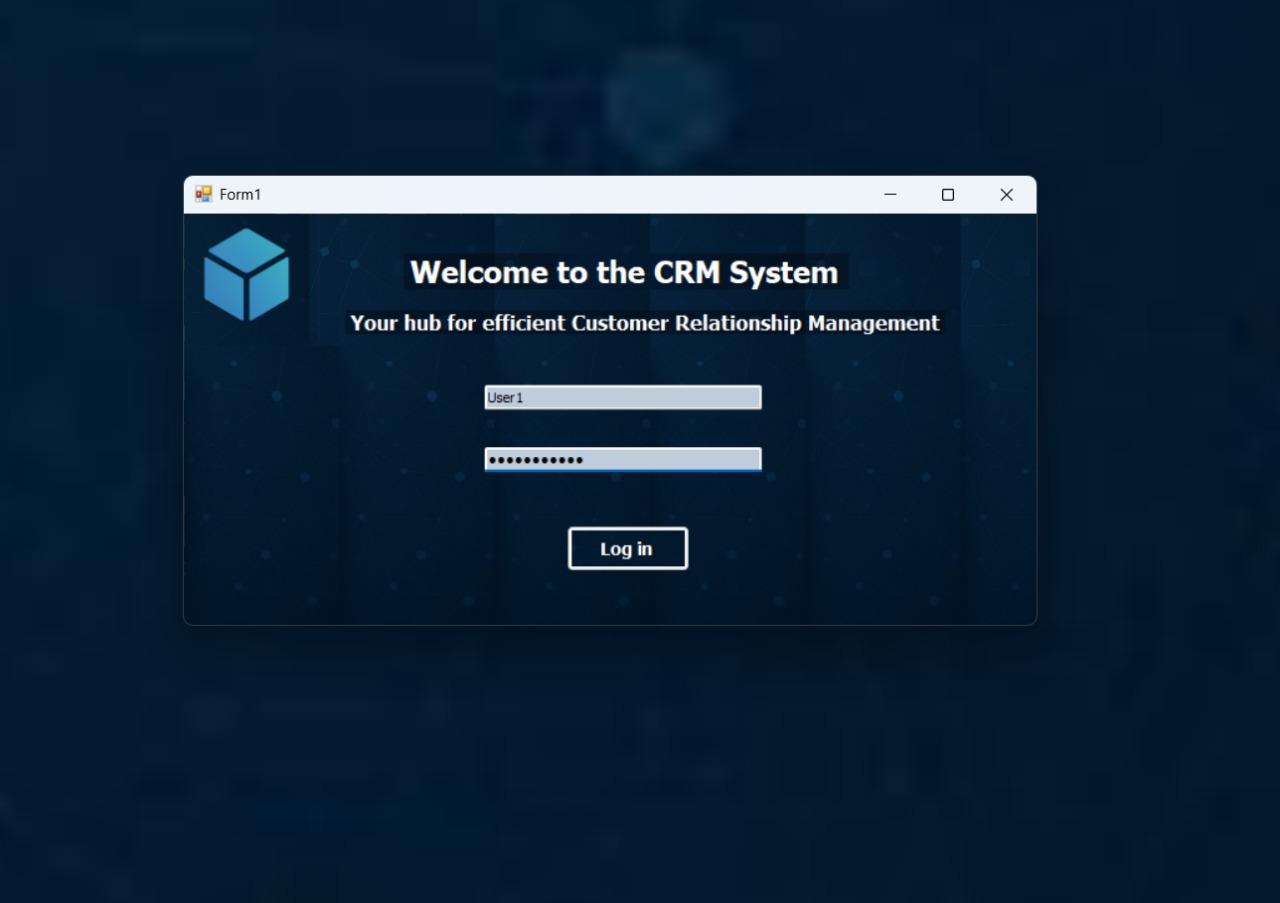 Form1
Welcome to the CRM System
Your hub for efficient Customer Relationship Management
User1
•••••••••••
Log in